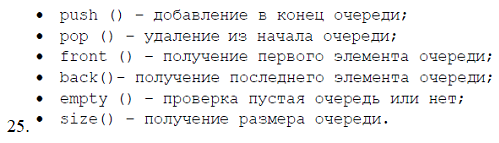 • push () – добавление в конец очереди;
• pop () – удаление из начала очереди;
• front () – получение первого элемента очереди;
• back()– получение последнего элемента очереди;
• empty () – проверка пустая очередь или нет;
25. • size() – получение размера очереди.